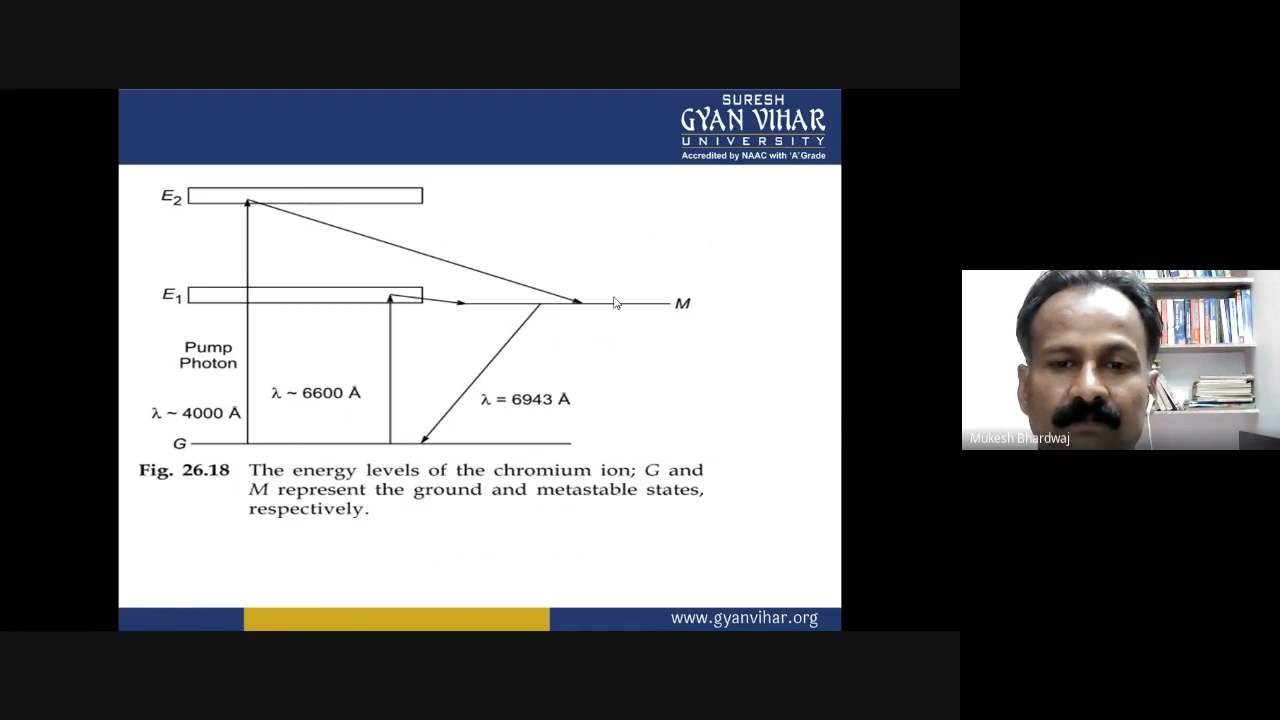 SURESH
GYAN VIHAR
UNIVERSITY
Accredited by NAAC with 'A' Grade
E2
E1
M
Pump
Photon
λ ~ 6600 Å
λ = 6943 Å
λ ~ 4000 Å
G
Fig. 26.18 The energy levels of the chromium ion; G and
M represent the ground and metastable states,
respectively.
Mukesh Bhardwaj
www.gyanvihar.org